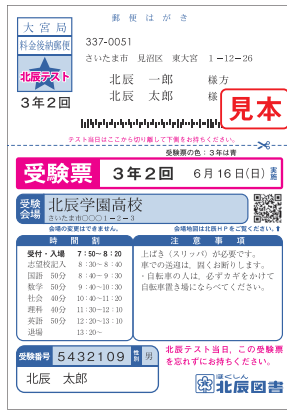 郵便はがき
大宮局
料金後納郵便
北辰テスト
3年2回
337-0051
さいたま市 見沼区 東大宮 1-12-26
北辰 一郎 様方
北辰 太郎 様
見本
テスト当日はここから切り離して下側をお持ちください。
受験票の色：3年は青
受験票 3年2回 6月16日(日) 実施
受験会場 北辰学園高校
さいたま市〇〇〇1-2-3
会場の変更はできません。 会場地図は北辰HPをご覧ください。
時間割
受付・入場 7:50~8:20
志望校記入 8:30~8:40
国語 50分 8:40~9:30
数学 50分 9:40~10:30
社会 40分 10:40~11:20
理科 40分 11:30~12:10
英語 50分 12:20~13:10
退場 13:20~
注意事項
上ばき（スリッパ）が必要です。
車での送迎は，固くお断りします。
・自転車の人は，必ずカギをかけて
自転車置き場にならべてください。
受験番号 5432109 性別 男
北辰 太郎
北辰テスト当日，この受験票
を忘れずにお持ちください。
ほくしん
北辰図書